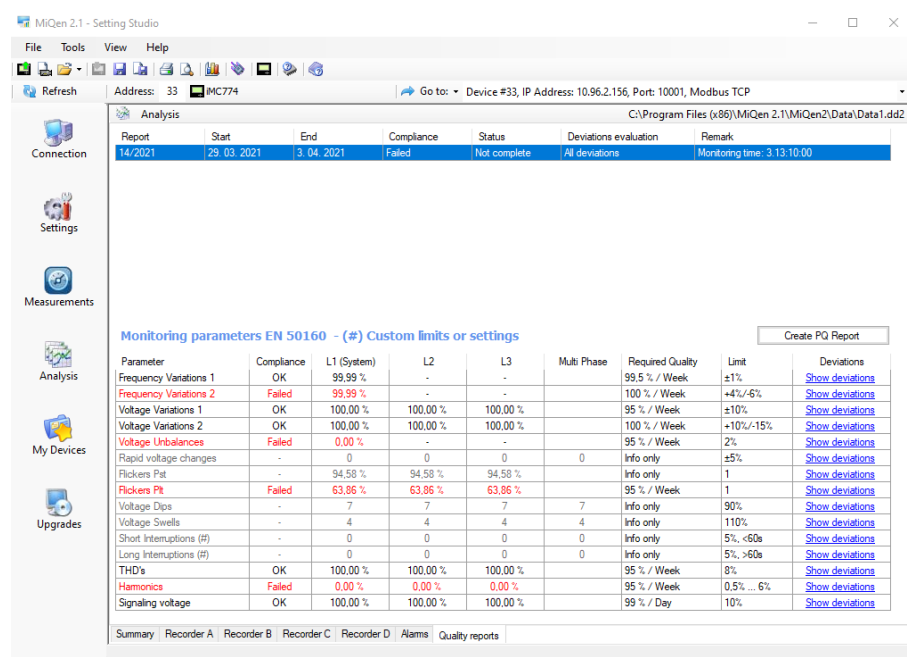 MiQen 2.1 - Setting Studio
File Tools View Help
Refresh Address: 33 iMC774 Go to: Device #33, IP Address: 10.96.2.156, Port: 10001, Modbus TCP
Analysis C:\Program Files (x86)\MiQen 2.1\MiQen2\Data\Data1.dd2
Report Start End Compliance Status Deviations evaluation Remark
14/2021 29. 03. 2021 3. 04. 2021 Failed Not complete All deviations Monitoring time: 3.13:10:00
Connection
Settings
Measurements
Analysis
My Devices
Upgrades
Monitoring parameters EN 50160 - (#) Custom limits or settings Create PQ Report
Parameter Compliance L1 (System) L2 L3 Multi Phase Required Quality Limit Deviations
Frequency Variations 1 OK 99,99 % - - 99,5 % / Week ±1% Show deviations
Frequency Variations 2 Failed 99,99 % - - 100 % / Week +4%/-6% Show deviations
Voltage Variations 1 OK 100,00 % 100,00 % 100,00 % 95 % / Week ±10% Show deviations
Voltage Variations 2 OK 100,00 % 100,00 % 100,00 % 100 % / Week +10%/-15% Show deviations
Voltage Unbalances Failed 0,00 % - - 95 % / Week 2% Show deviations
Rapid voltage changes - 0 0 0 0 Info only ±5% Show deviations
Flickers Pst - 94,58 % 94,58 % 94,58 % Info only 1 Show deviations
Flickers Plt Failed 63,86 % 63,86 % 63,86 % 95 % / Week 1 Show deviations
Voltage Dips - 7 7 7 7 Info only 90% Show deviations
Voltage Swells - 4 4 4 4 Info only 110% Show deviations
Short Interruptions (#) - 0 0 0 0 Info only 5%, <60s Show deviations
Long Interruptions (#) - 0 0 0 0 Info only 5%, >60s Show deviations
THD's OK 100,00 % 100,00 % 100,00 % 95 % / Week 8% Show deviations
Harmonics Failed 0,00 % 0,00 % 0,00 % 95 % / Week 0,5% ... 6% Show deviations
Signaling voltage OK 100,00 % 100,00 % 100,00 % 99 % / Day 10% Show deviations
Summary Recorder A Recorder B Recorder C Recorder D Alarms Quality reports